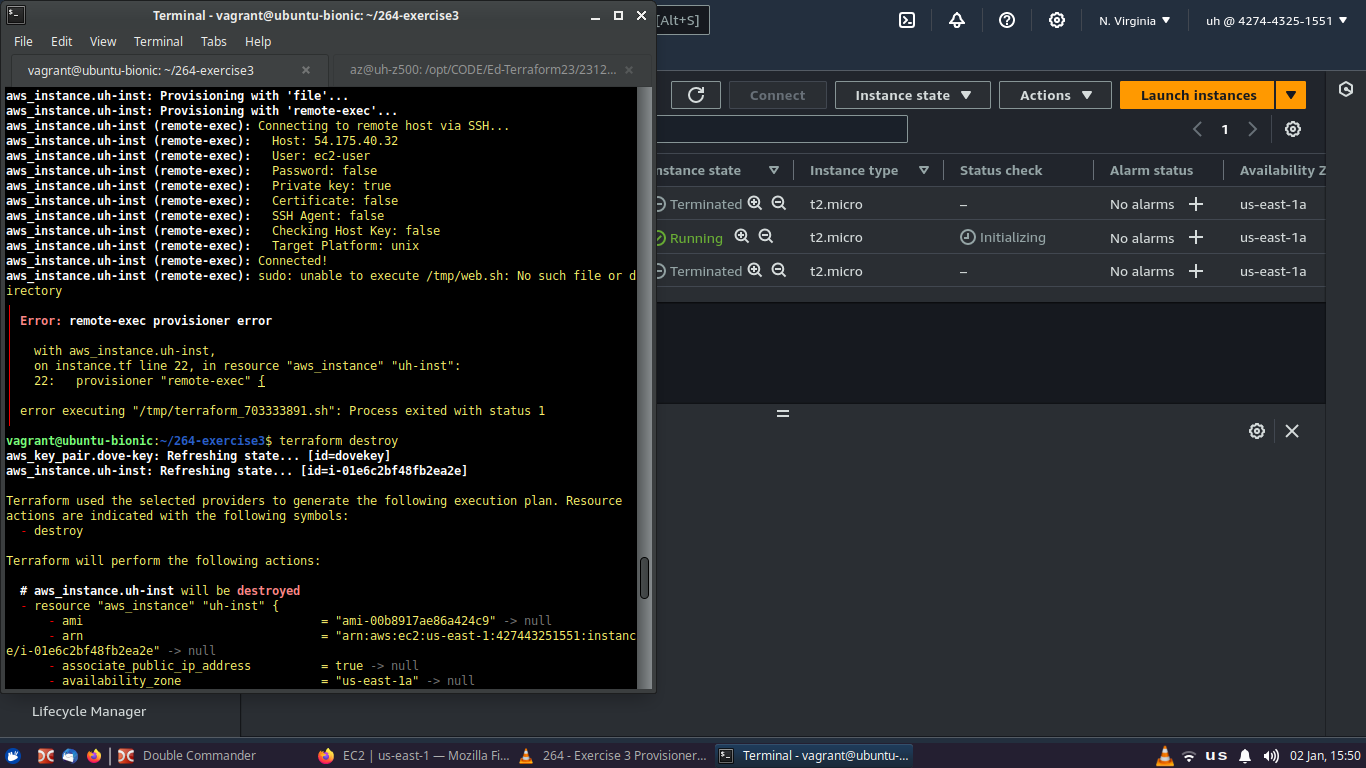 Terminal - vagrant@ubuntu-bionic: ~/264-exercise3
File Edit View Terminal Tabs Help
vagrant@ubuntu-bionic: ~/264-exercise3
az@uh-z500: /opt/CODE/Ed-Terraform23/2312...
aws_instance.uh-inst: Provisioning with 'file'...
aws_instance.uh-inst: Provisioning with 'remote-exec'...
aws_instance.uh-inst (remote-exec): Connecting to remote host via SSH...
aws_instance.uh-inst (remote-exec):   Host: 54.175.40.32
aws_instance.uh-inst (remote-exec):   User: ec2-user
aws_instance.uh-inst (remote-exec):   Password: false
aws_instance.uh-inst (remote-exec):   Private key: true
aws_instance.uh-inst (remote-exec):   Certificate: false
aws_instance.uh-inst (remote-exec):   SSH Agent: false
aws_instance.uh-inst (remote-exec):   Checking Host Key: false
aws_instance.uh-inst (remote-exec):   Target Platform: unix
aws_instance.uh-inst (remote-exec): Connected!
aws_instance.uh-inst (remote-exec): sudo: unable to execute /tmp/web.sh: No such file or d
irectory
Error: remote-exec provisioner error
with aws_instance.uh-inst,
on instance.tf line 22, in resource "aws_instance" "uh-inst":
22:   provisioner "remote-exec" {
error executing "/tmp/terraform_703333891.sh": Process exited with status 1
vagrant@ubuntu-bionic:~/264-exercise3$ terraform destroy
aws_key_pair.dove-key: Refreshing state... [id=dovekey]
aws_instance.uh-inst: Refreshing state... [id=i-01e6c2bf48fb2ea2e]
Terraform used the selected providers to generate the following execution plan. Resource
actions are indicated with the following symbols:
- destroy
Terraform will perform the following actions:
# aws_instance.uh-inst will be destroyed
- resource "aws_instance" "uh-inst" {
- ami = "ami-00b8917ae86a424c9" -> null
- arn = "arn:aws:ec2:us-east-1:427443251551:instanc
e/i-01e6c2bf48fb2ea2e" -> null
- associate_public_ip_address = true -> null
- availability_zone = "us-east-1a" -> null
[Alt+S]
N. Virginia
uh @ 4274-4325-1551
Connect
Instance state
Actions
Launch instances
1
nstance state
Instance type
Status check
Alarm status
Availability Z
Terminated t2.micro – No alarms + us-east-1a
Running t2.micro Initializing No alarms + us-east-1a
Terminated t2.micro – No alarms + us-east-1a
Lifecycle Manager
Double Commander
EC2 | us-east-1 — Mozilla Fi...
264 - Exercise 3 Provisioner...
Terminal - vagrant@ubuntu-...
us
02 Jan, 15:50